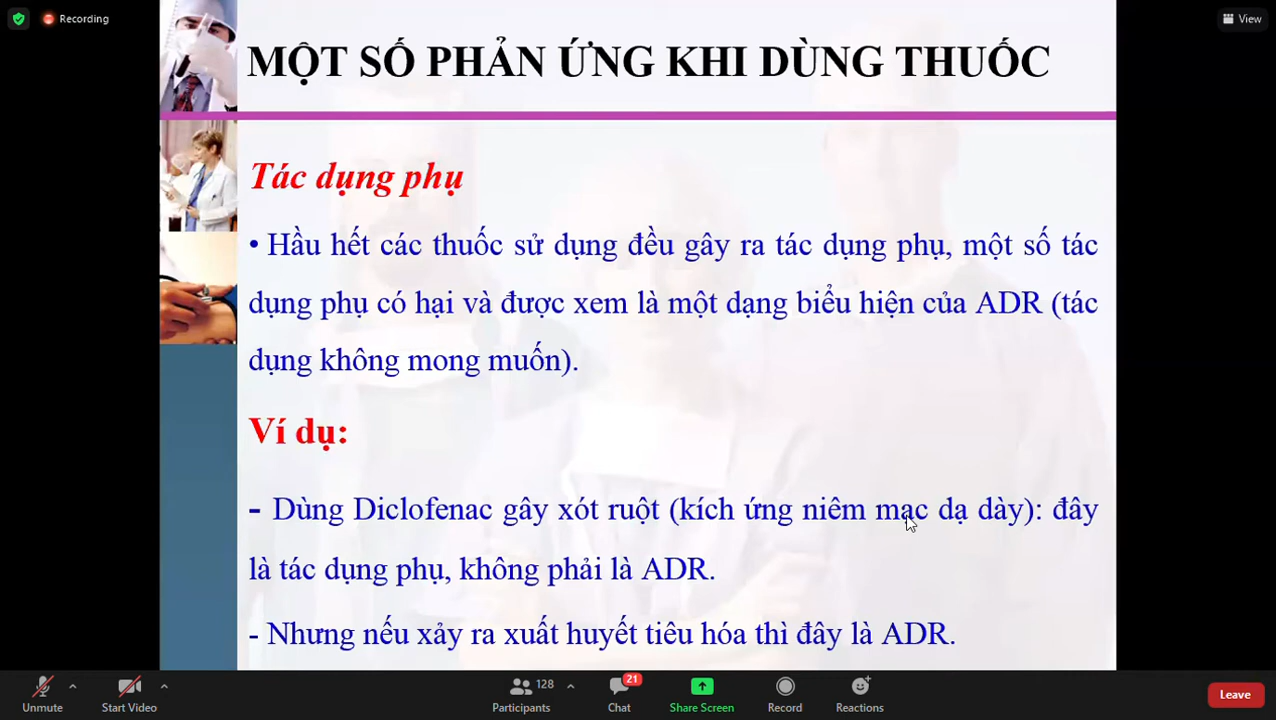 Recording
View
MỘT SỐ PHẢN ỨNG KHI DÙNG THUỐC
Tác dụng phụ
• Hầu hết các thuốc sử dụng đều gây ra tác dụng phụ, một số tác
dụng phụ có hại và được xem là một dạng biểu hiện của ADR (tác
dụng không mong muốn).
Ví dụ:
- Dùng Diclofenac gây xót ruột (kích ứng niêm mạc dạ dày): đây
là tác dụng phụ, không phải là ADR.
- Nhưng nếu xảy ra xuất huyết tiêu hóa thì đây là ADR.
Unmute
Start Video
128
Participants
21
Chat
Share Screen
Record
Reactions
Leave